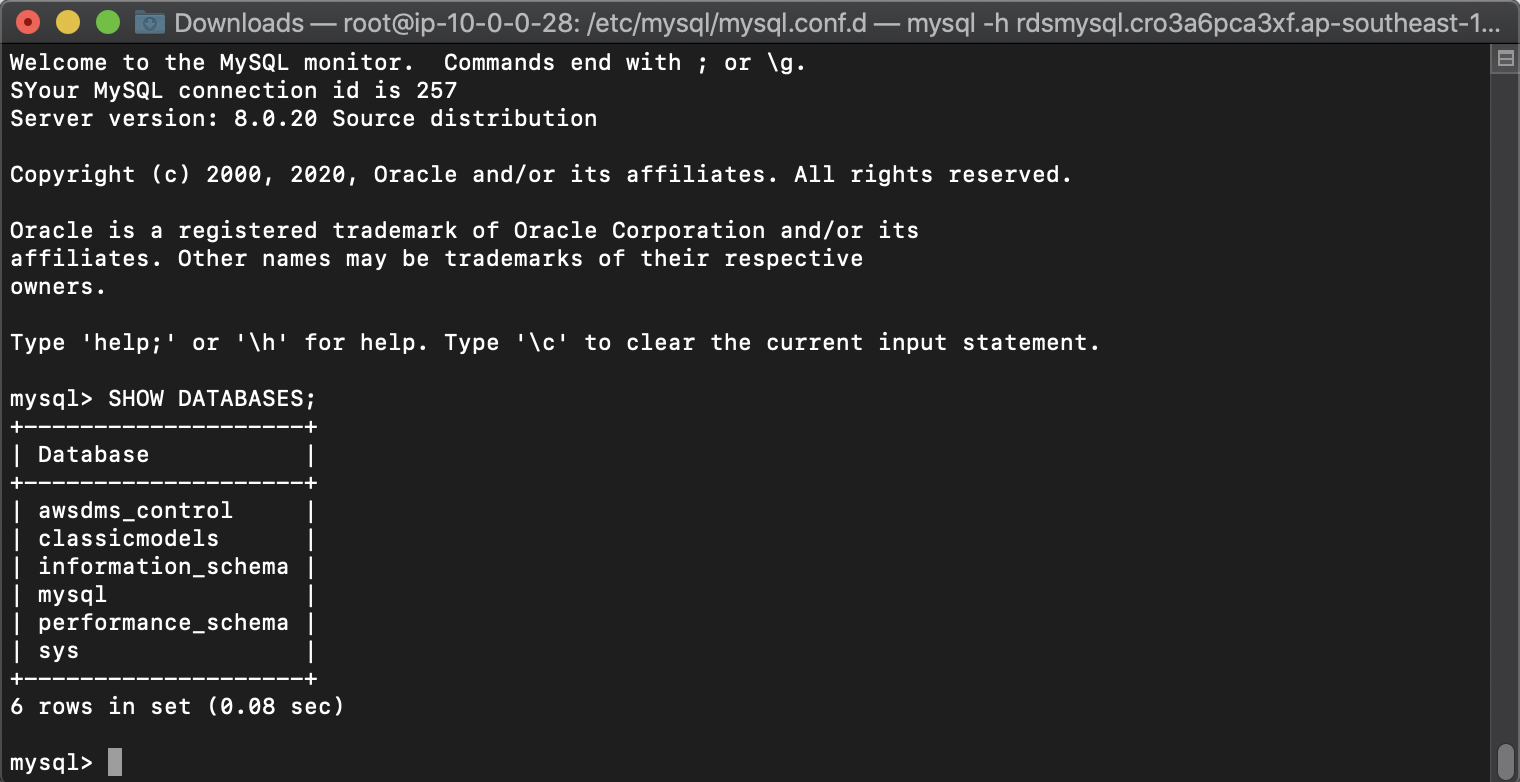 Downloads — root@ip-10-0-0-28: /etc/mysql/mysql.conf.d — mysql -h rdsmysql.cro3a6pca3xf.ap-southeast-1...
Welcome to the MySQL monitor.  Commands end with ; or \g.
SYour MySQL connection id is 257
Server version: 8.0.20 Source distribution

Copyright (c) 2000, 2020, Oracle and/or its affiliates. All rights reserved.

Oracle is a registered trademark of Oracle Corporation and/or its
affiliates. Other names may be trademarks of their respective
owners.

Type 'help;' or '\h' for help. Type '\c' to clear the current input statement.

mysql> SHOW DATABASES;
+--------------------+
| Database           |
+--------------------+
| awsdms_control     |
| classicmodels      |
| information_schema |
| mysql              |
| performance_schema |
| sys                |
+--------------------+
6 rows in set (0.08 sec)

mysql>